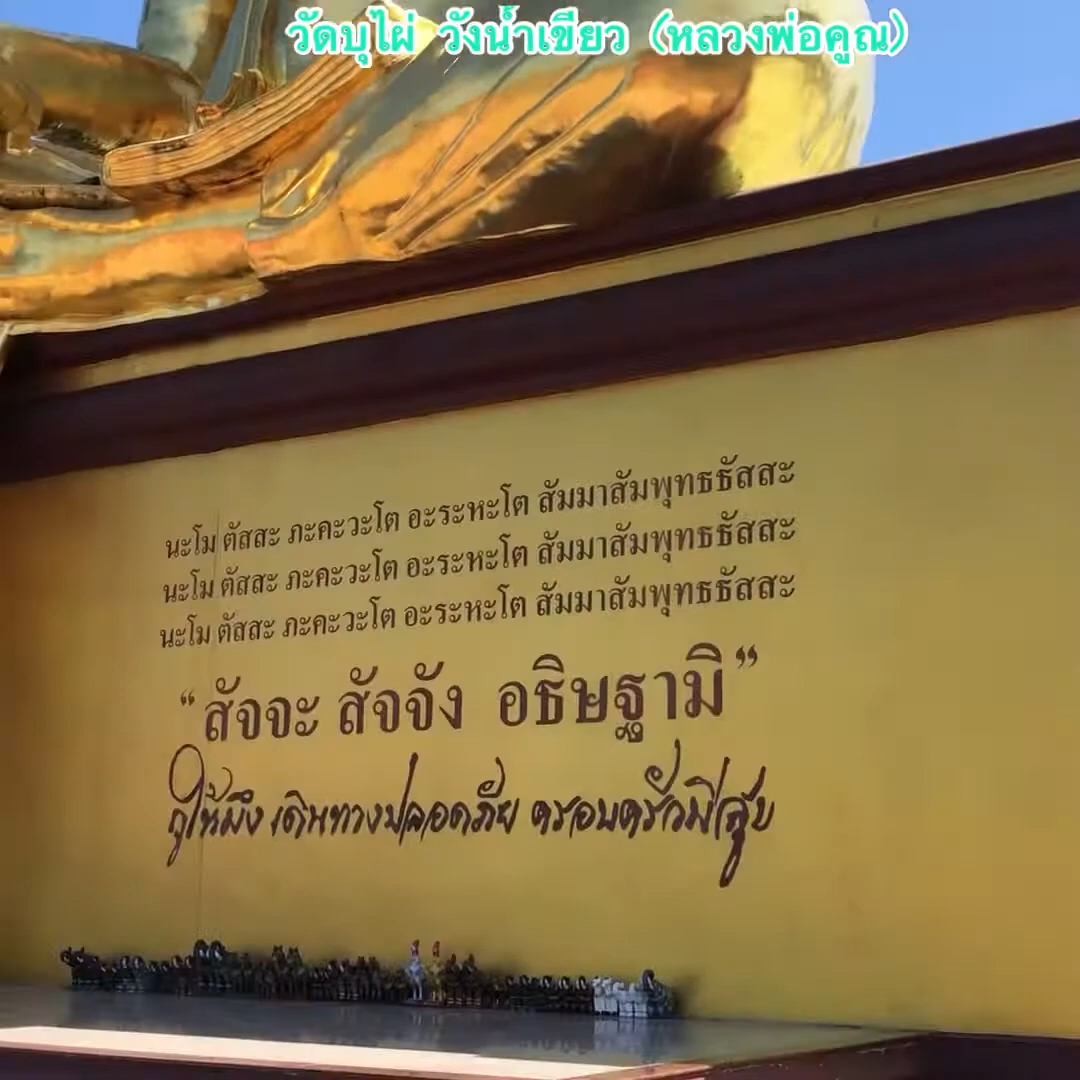 วัดบุไผ่ วังน้ำเขียว (หลวงพ่อคูณ)
นะโม ตัสสะ ภะคะวะโต อะระหะโต สัมมาสัมพุทธธัสสะ
นะโม ตัสสะ ภะคะวะโต อะระหะโต สัมมาสัมพุทธธัสสะ
นะโม ตัสสะ ภะคะวะโต อะระหะโต สัมมาสัมพุทธธัสสะ
“สัจจะ สัจจัง อธิษฐามิ”
กูให้มึง เดินทางปลอดภัย ครอบครัวมีสุข